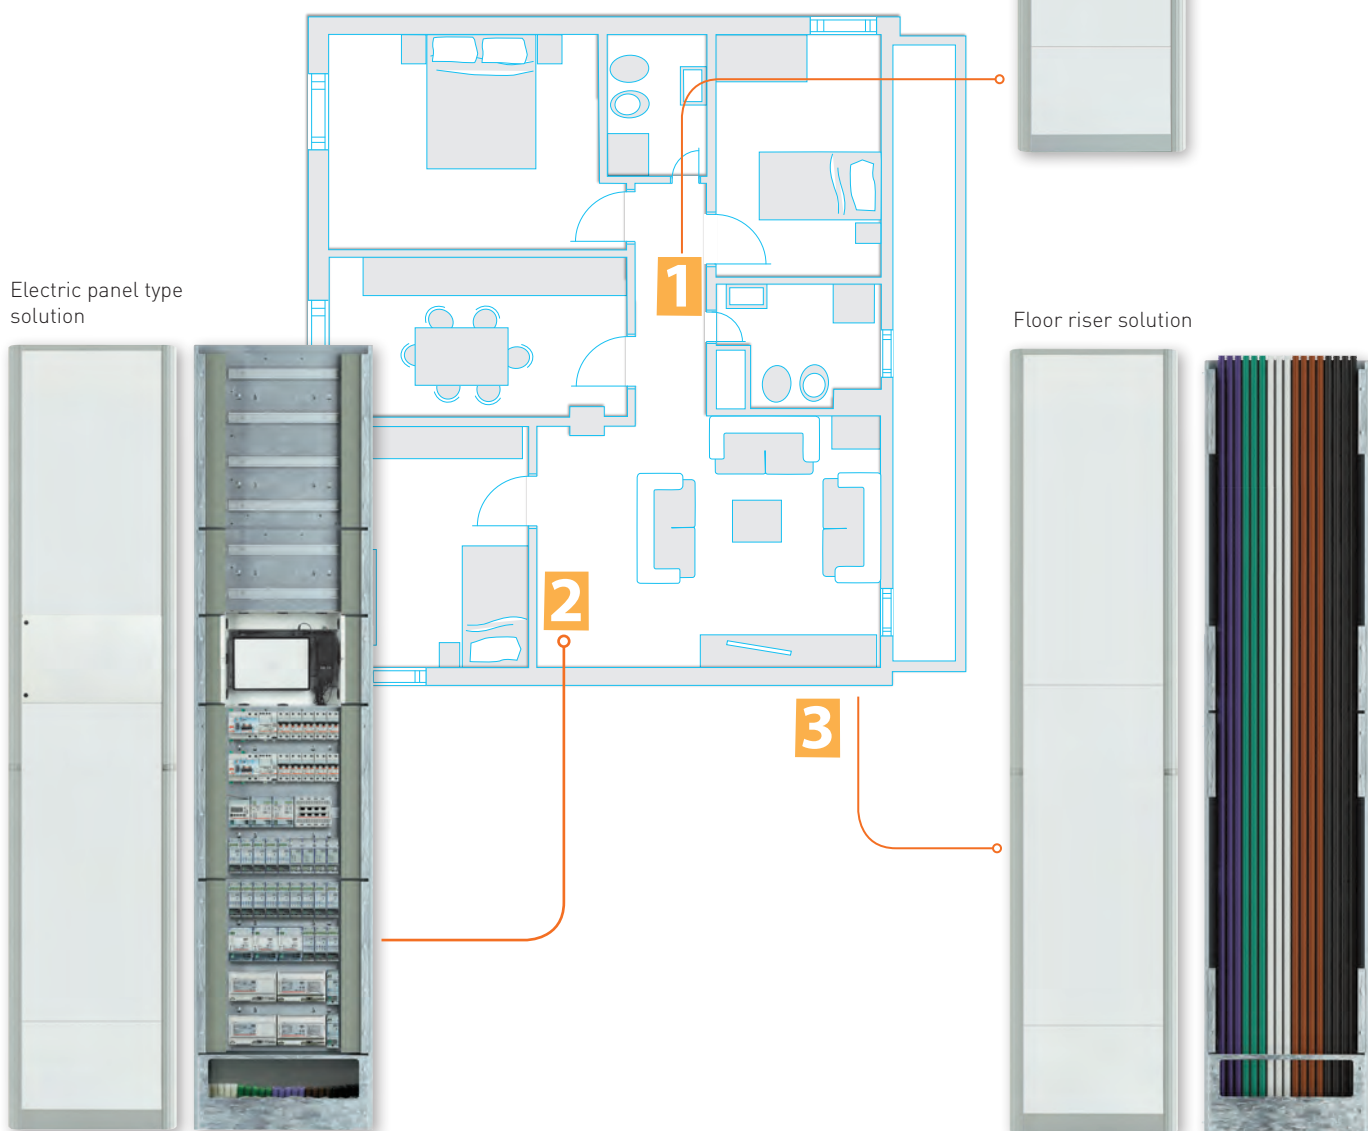 1
Electric panel type
solution
Floor riser solution
2
3